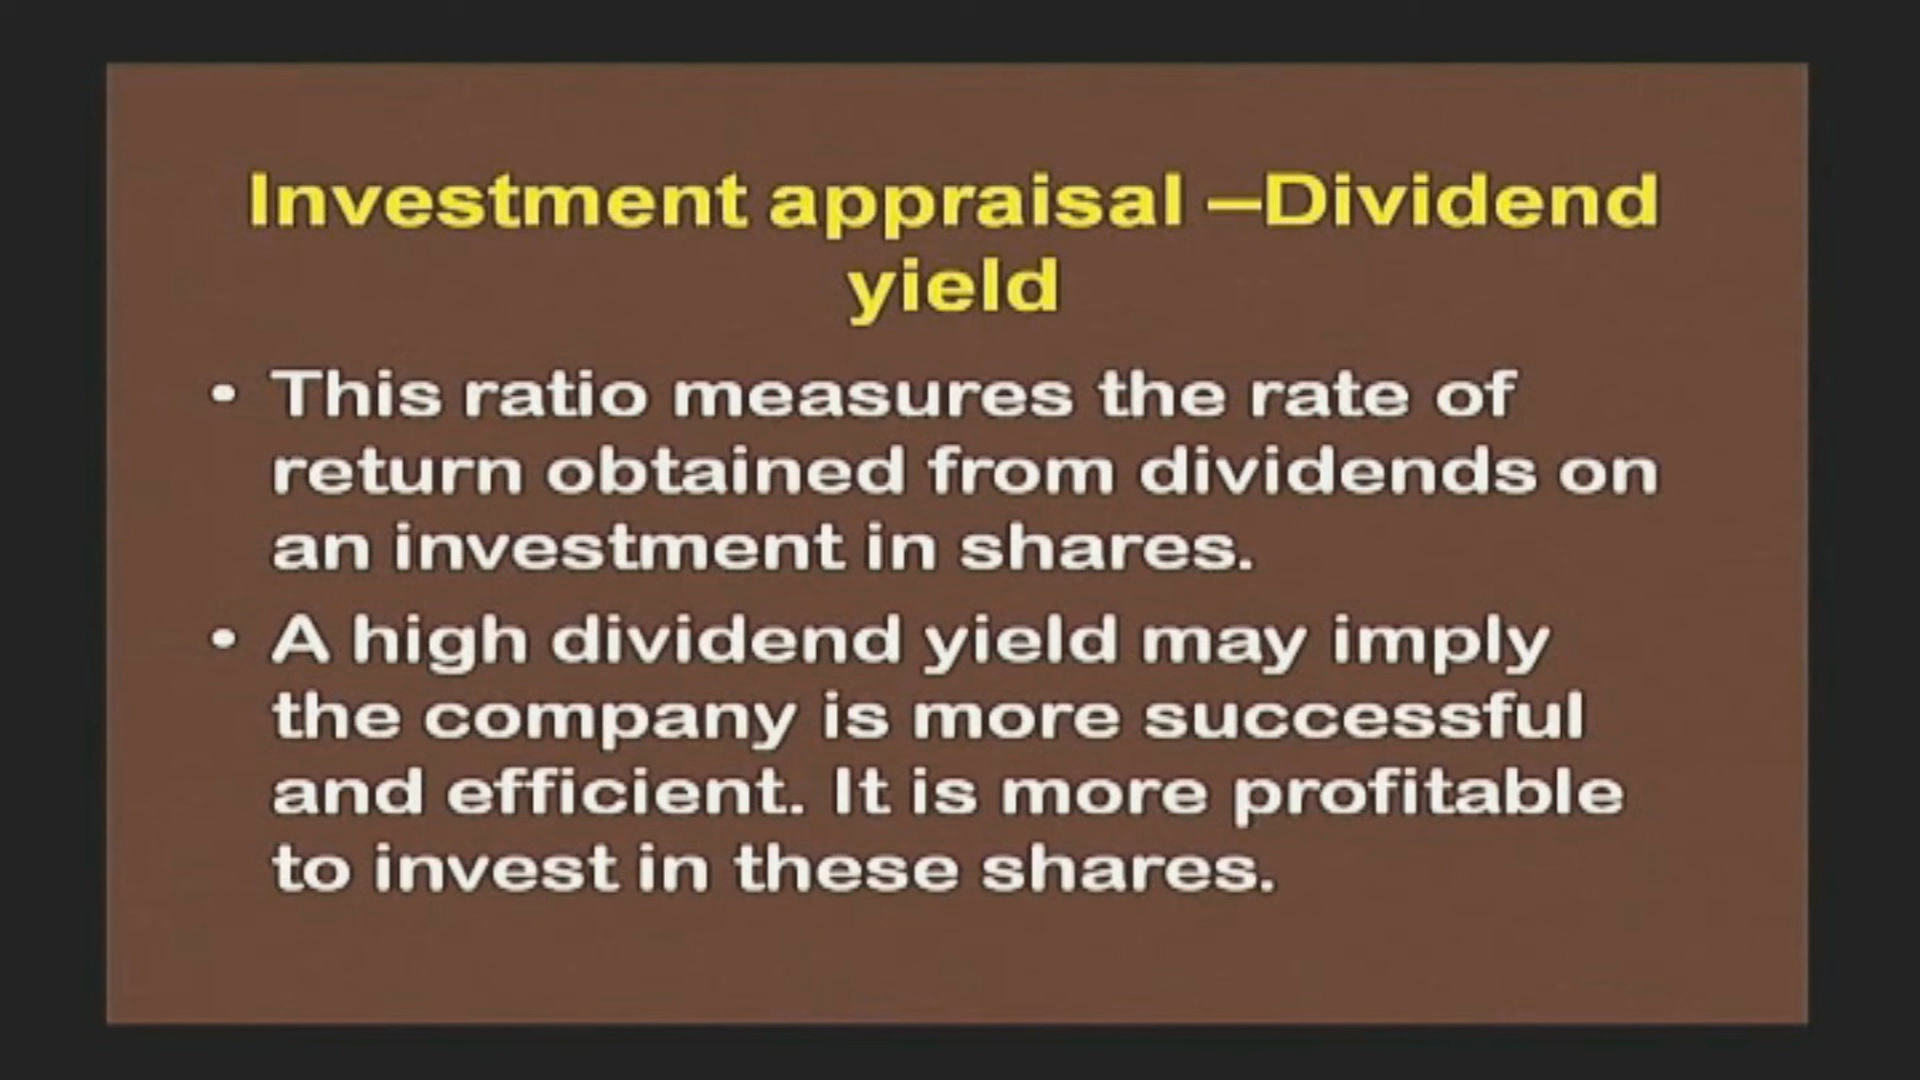 Investment appraisal –Dividend
yield
• This ratio measures the rate of
return obtained from dividends on
an investment in shares.
• A high dividend yield may imply
the company is more successful
and efficient. It is more profitable
to invest in these shares.